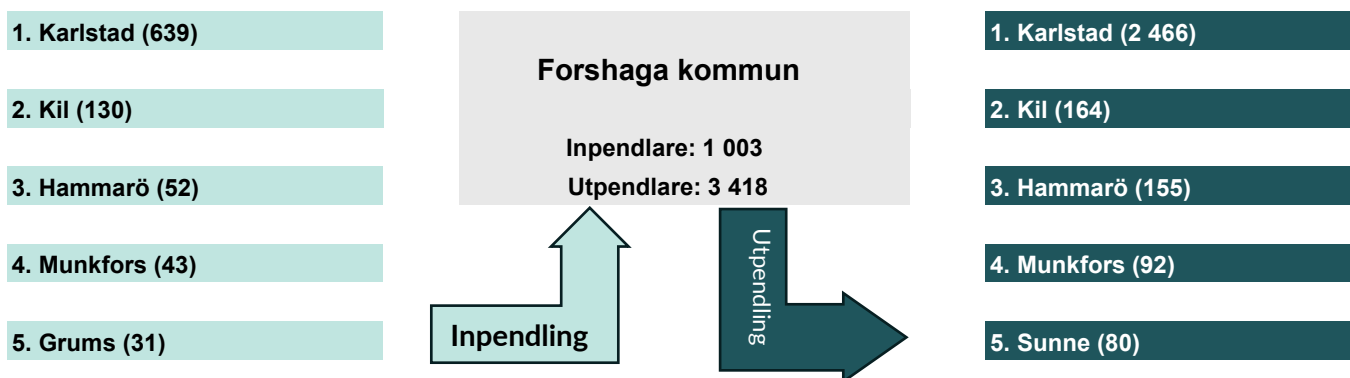 1. Karlstad (639)
2. Kil (130)
3. Hammarö (52)
4. Munkfors (43)
5. Grums (31)
Forshaga kommun
Inpendlare: 1 003
Utpendlare: 3 418
Inpendling
Utpendling
1. Karlstad (2 466)
2. Kil (164)
3. Hammarö (155)
4. Munkfors (92)
5. Sunne (80)